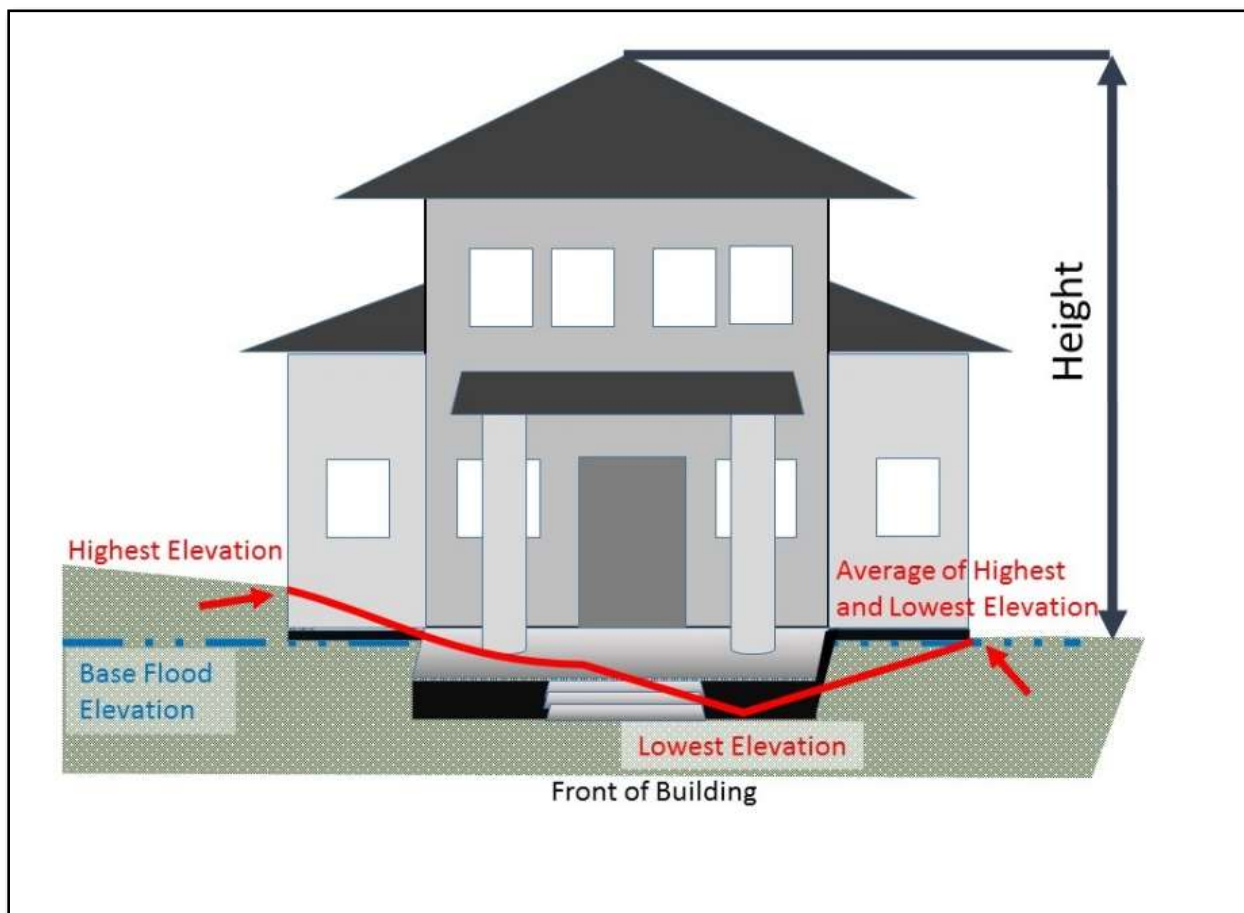 Height
Highest Elevation
Average of Highest
and Lowest Elevation
Base Flood
Elevation
Lowest Elevation
Front of Building